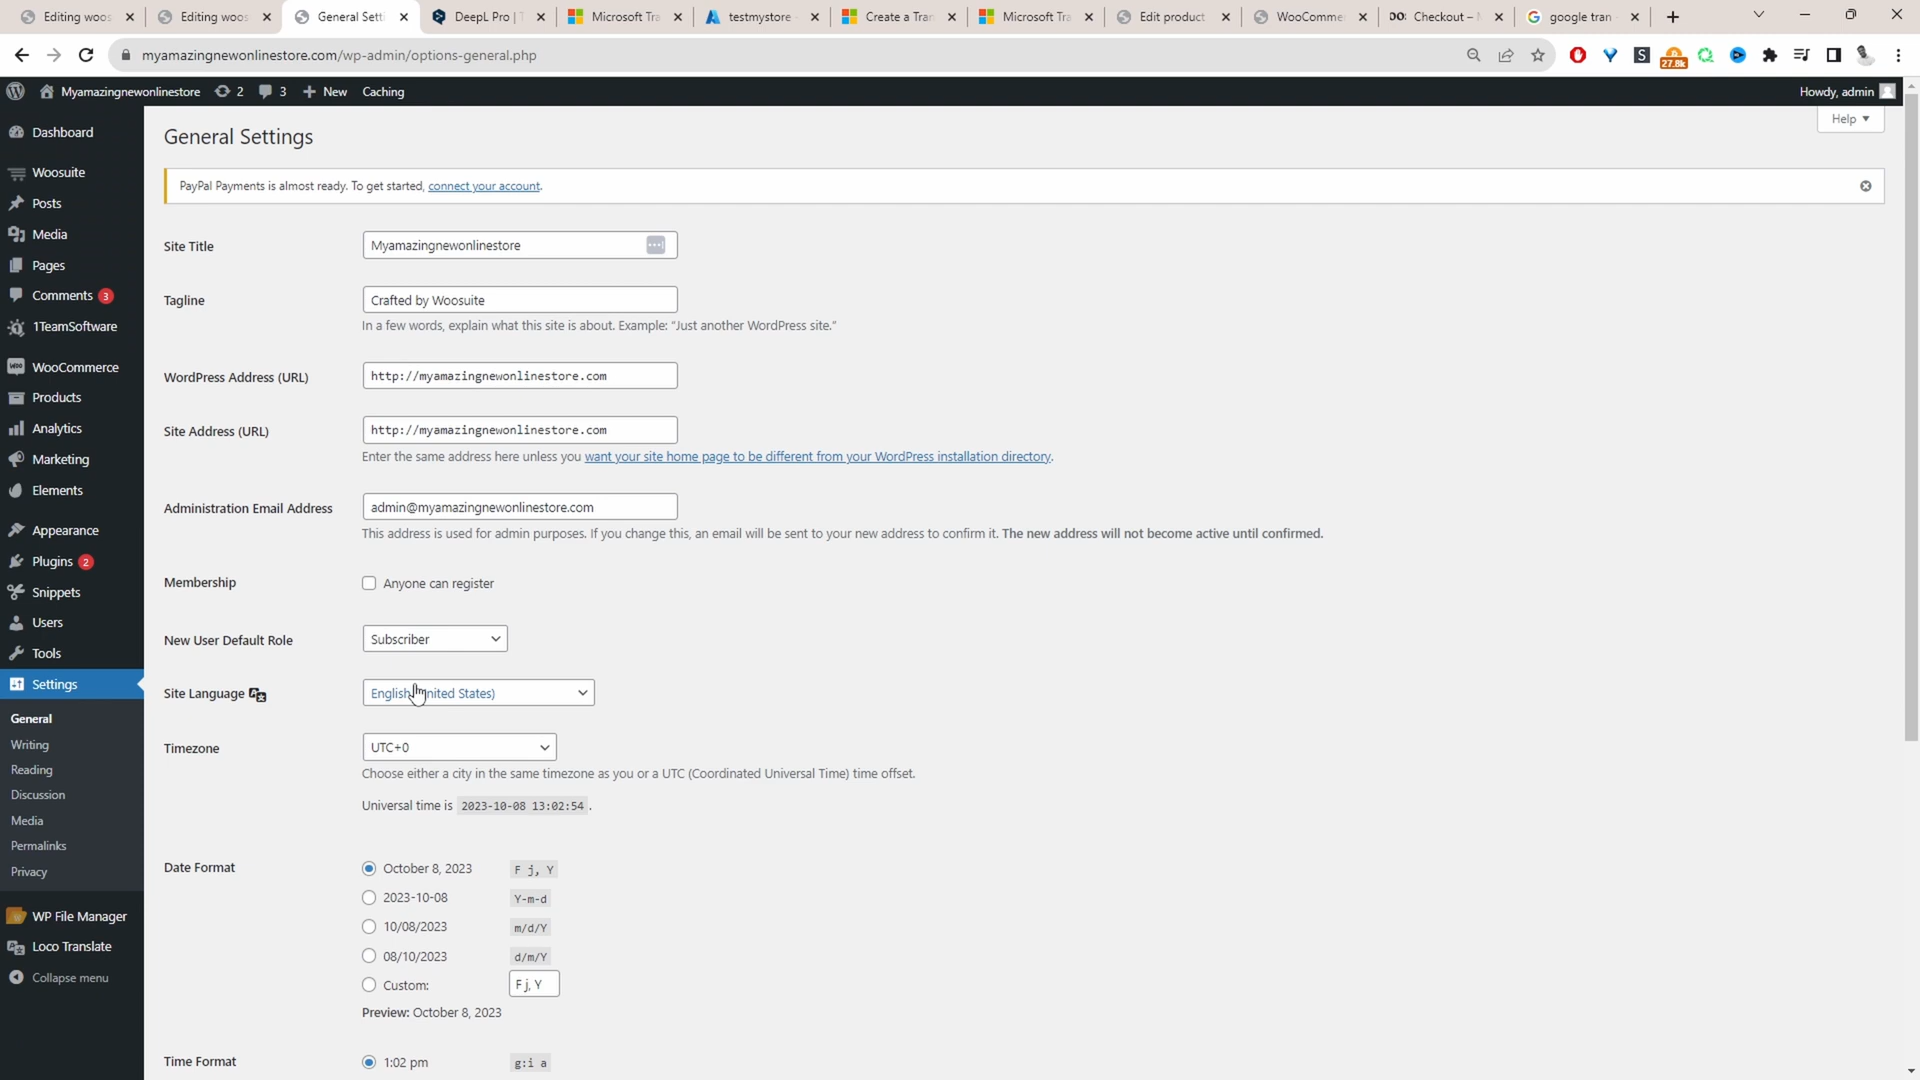 Editing woos
Editing woos
General Setti
DeepL Pro | T
Microsoft Tra
testmystore
Create a Tran
Microsoft Tra
Edit product
WooCommer
Checkout –
google tran
myamazingnewonlinestore.com/wp-admin/options-general.php
27.8k
Myamazingnewonlinestore
2
3
New
Caching
Howdy, admin
Help
Dashboard
Woosuite
Posts
Media
Pages
Comments 3
1TeamSoftware
WooCommerce
Products
Analytics
Marketing
Elements
Appearance
Plugins 2
Snippets
Users
Tools
Settings
General
Writing
Reading
Discussion
Media
Permalinks
Privacy
WP File Manager
Loco Translate
Collapse menu
General Settings
PayPal Payments is almost ready. To get started, connect your account.
Site Title
Myamazingnewonlinestore
Tagline
Crafted by Woosuite
In a few words, explain what this site is about. Example: “Just another WordPress site.”
WordPress Address (URL)
http://myamazingnewonlinestore.com
Site Address (URL)
http://myamazingnewonlinestore.com
Enter the same address here unless you want your site home page to be different from your WordPress installation directory.
Administration Email Address
admin@myamazingnewonlinestore.com
This address is used for admin purposes. If you change this, an email will be sent to your new address to confirm it. The new address will not become active until confirmed.
Membership
Anyone can register
New User Default Role
Subscriber
Site Language
English (United States)
Timezone
UTC+0
Choose either a city in the same timezone as you or a UTC (Coordinated Universal Time) time offset.
Universal time is 2023-10-08 13:02:54 .
Date Format
October 8, 2023 F j, Y
2023-10-08 Y-m-d
10/08/2023 m/d/Y
08/10/2023 d/m/Y
Custom: F j, Y
Preview: October 8, 2023
Time Format
1:02 pm g:i a